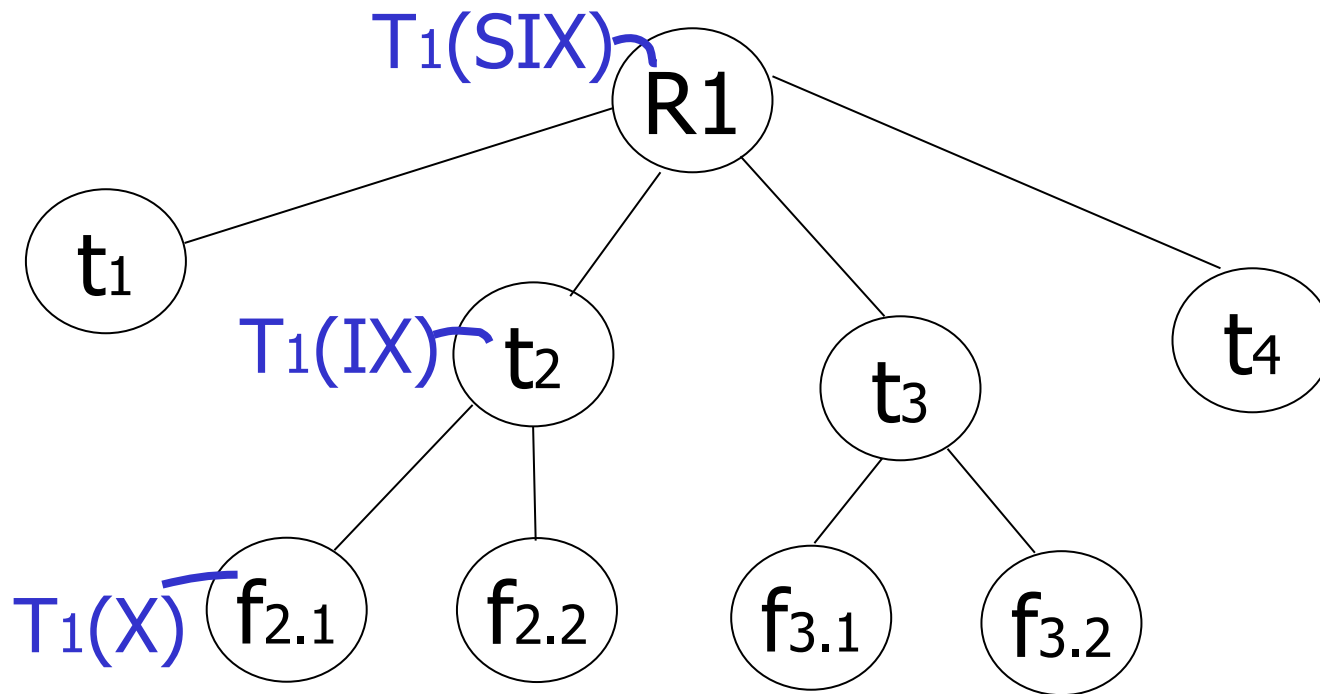 T1(SIX)
R1
t1
T1(IX)
t2
t3
t4
T1(X)
f2.1
f2.2
f3.1
f3.2